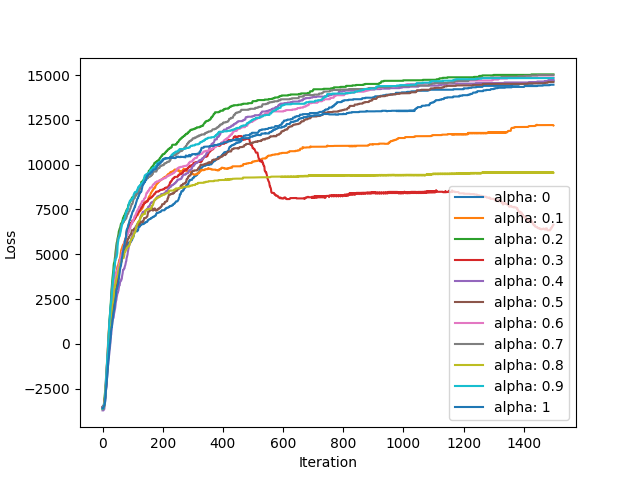 15000
12500
10000
7500
5000
2500
0
−2500
Loss
0 200 400 600 800 1000 1200 1400
Iteration
alpha: 0
alpha: 0.1
alpha: 0.2
alpha: 0.3
alpha: 0.4
alpha: 0.5
alpha: 0.6
alpha: 0.7
alpha: 0.8
alpha: 0.9
alpha: 1